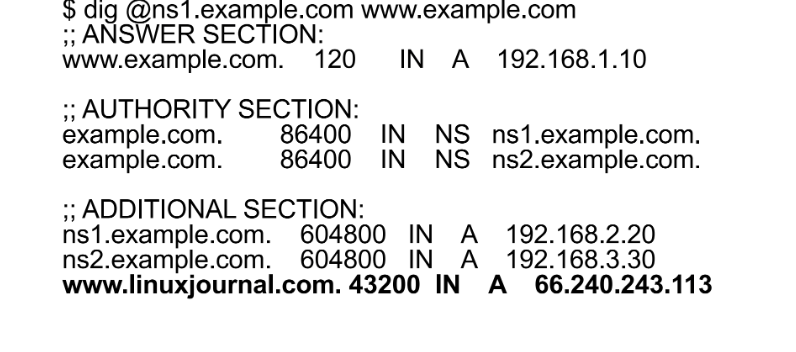 $ dig @ns1.example.com www.example.com
;; ANSWER SECTION:
www.example.com. 120 IN A 192.168.1.10
;; AUTHORITY SECTION:
example.com. 86400 IN NS ns1.example.com.
example.com. 86400 IN NS ns2.example.com.
;; ADDITIONAL SECTION:
ns1.example.com. 604800 IN A 192.168.2.20
ns2.example.com. 604800 IN A 192.168.3.30
www.linuxjournal.com. 43200 IN A 66.240.243.113